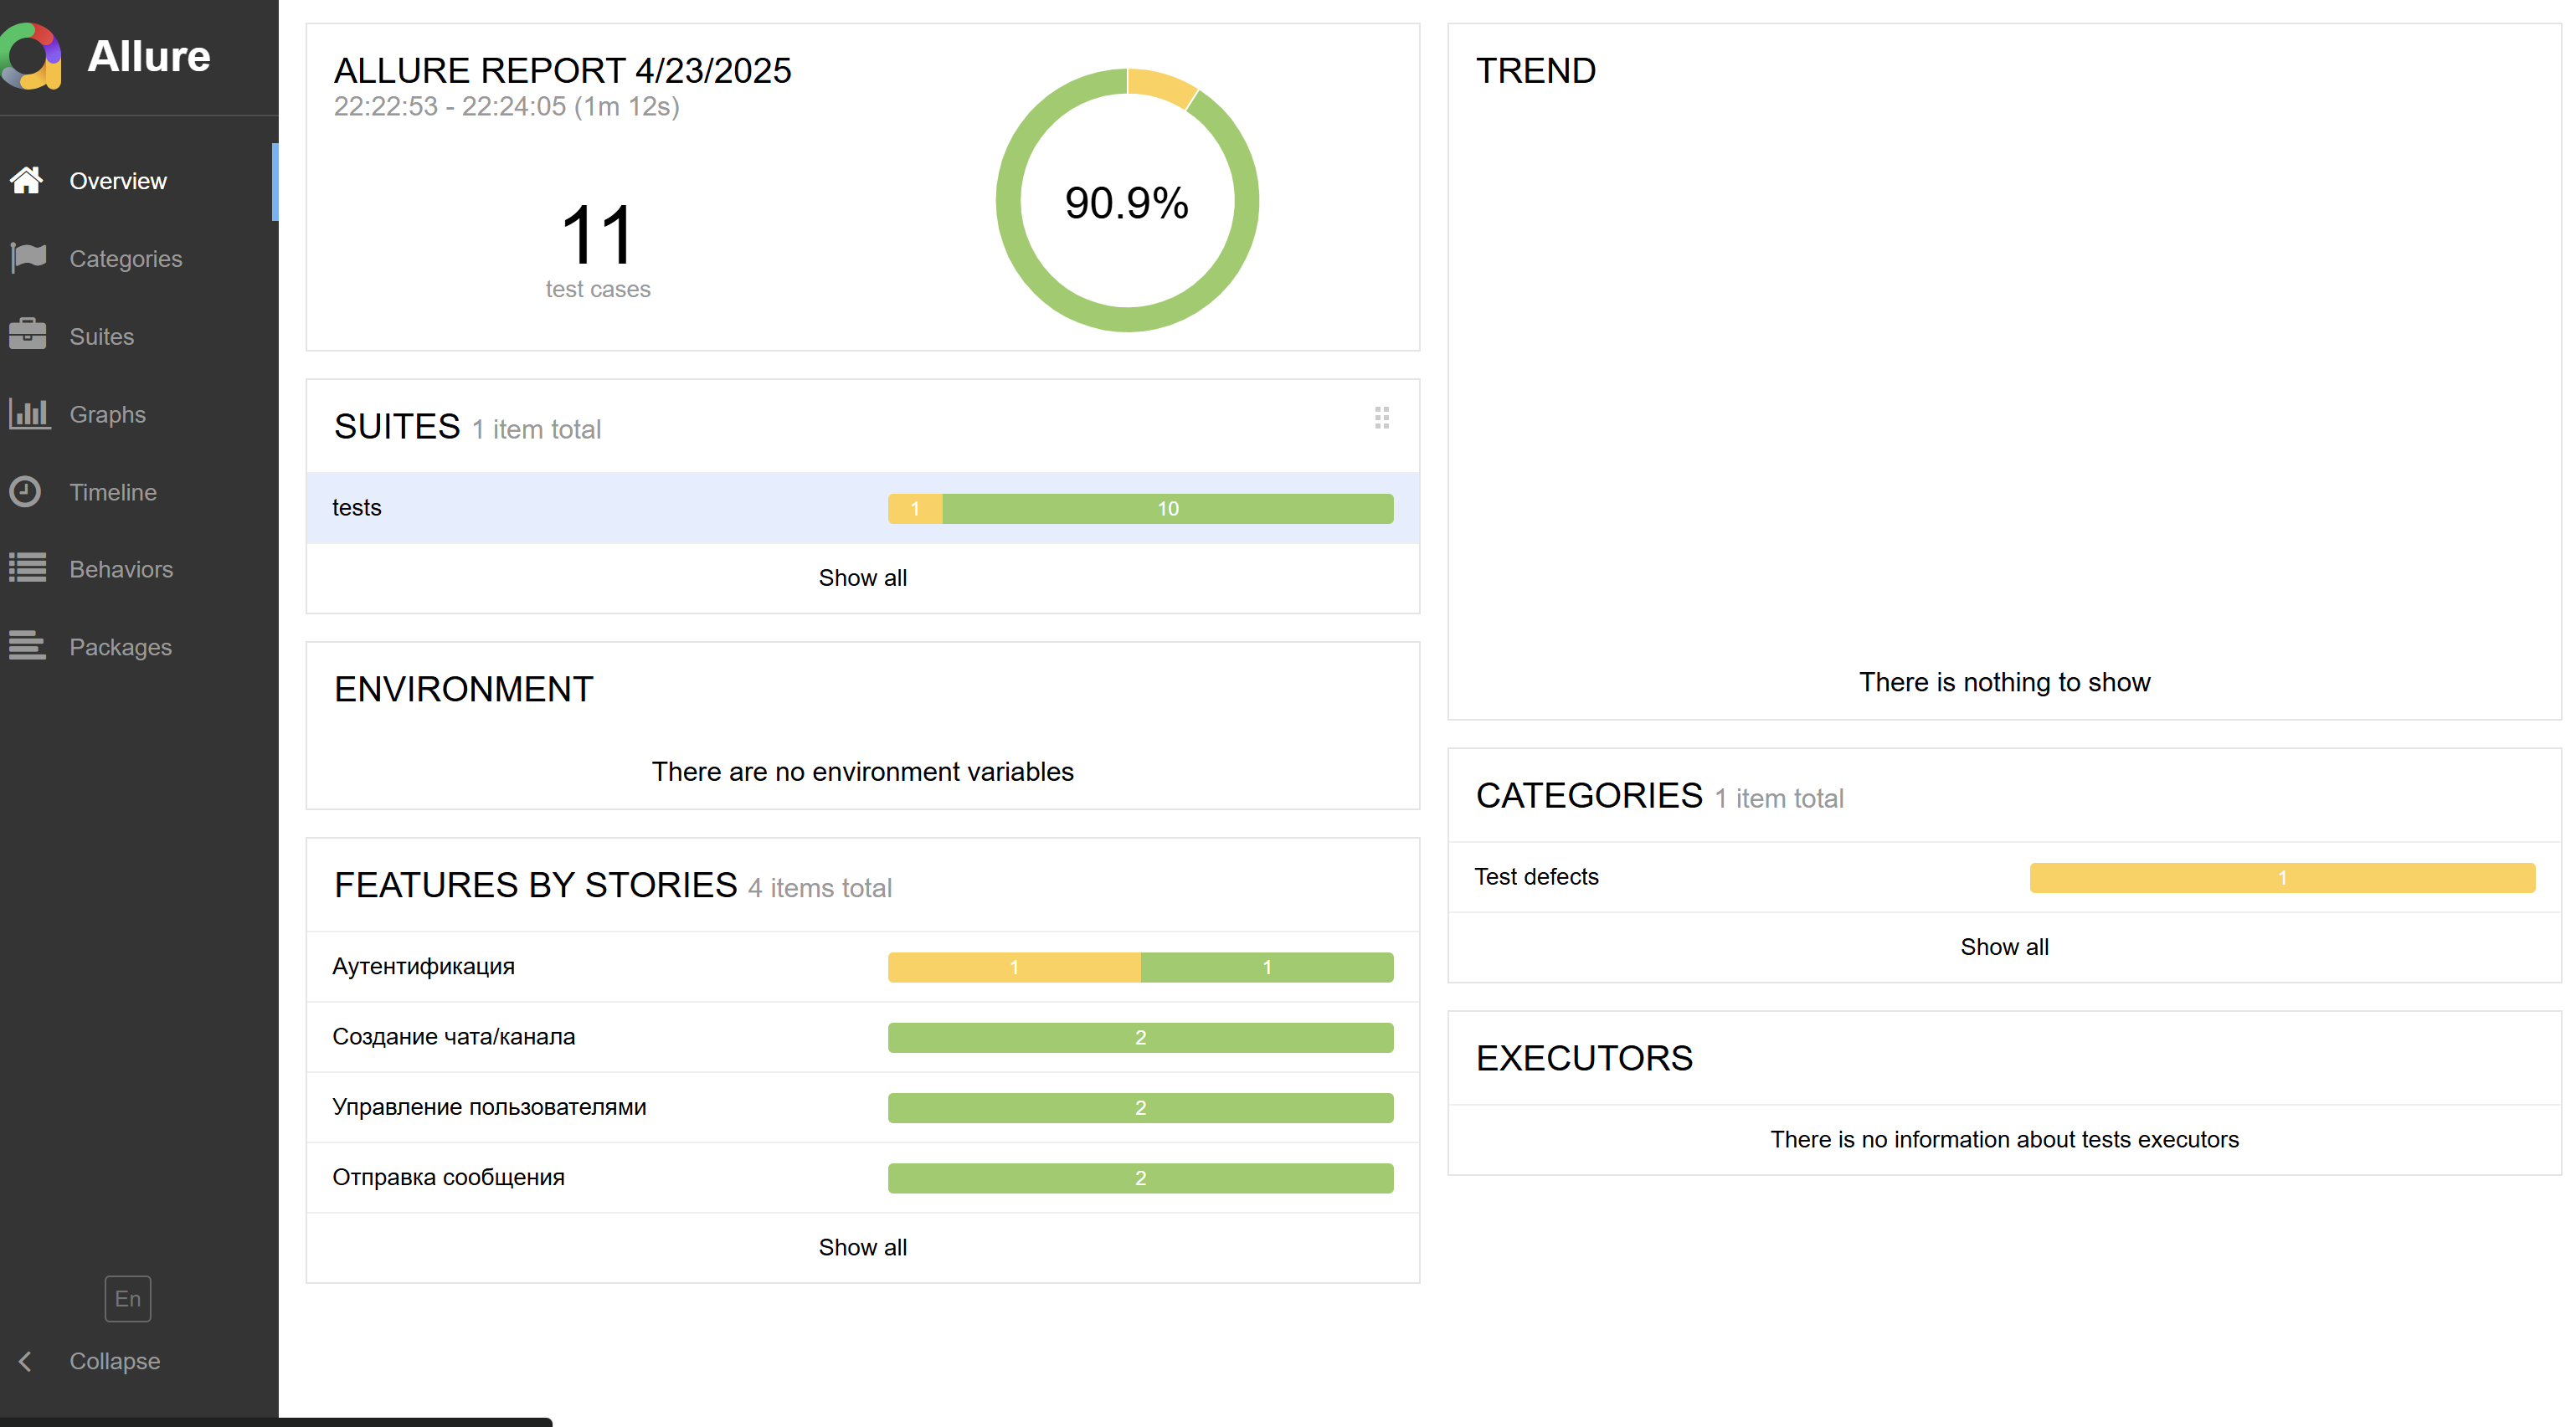 Allure
Overview
Categories
Suites
Graphs
Timeline
Behaviors
Packages
En
Collapse
ALLURE REPORT 4/23/2025
22:22:53 - 22:24:05 (1m 12s)
11
test cases
90.9%
SUITES 1 item total
tests 1 10
Show all
ENVIRONMENT
There are no environment variables
FEATURES BY STORIES 4 items total
Аутентификация 1 1
Создание чата/канала 2
Управление пользователями 2
Отправка сообщения 2
Show all
TREND
There is nothing to show
CATEGORIES 1 item total
Test defects 1
Show all
EXECUTORS
There is no information about tests executors